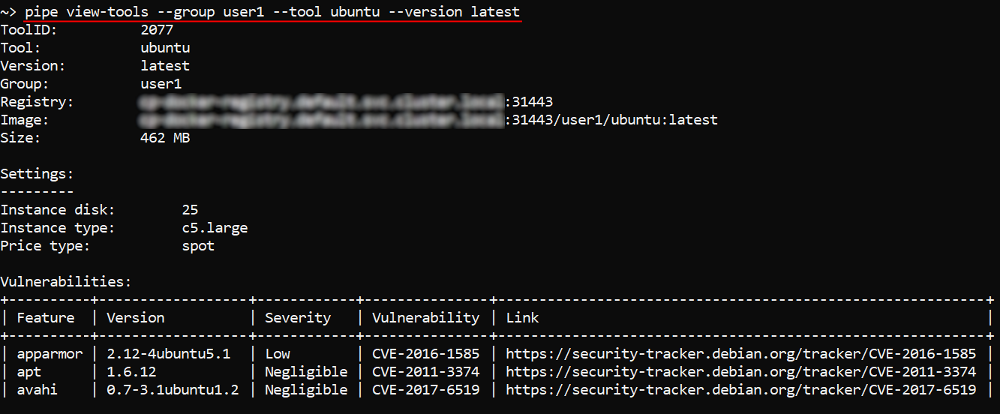 ~> pipe view-tools --group user1 --tool ubuntu --version latest
ToolID: 2077
Tool: ubuntu
Version: latest
Group: user1
Registry: :31443
Image: :31443/user1/ubuntu:latest
Size: 462 MB
Settings:
---------
Instance disk: 25
Instance type: c5.large
Price type: spot
Vulnerabilities:
+----------+------------------+------------+---------------+-----------------------------------------------------------+
| Feature | Version | Severity | Vulnerability | Link |
+----------+------------------+------------+---------------+-----------------------------------------------------------+
| apparmor | 2.12-4ubuntu5.1 | Low | CVE-2016-1585 | https://security-tracker.debian.org/tracker/CVE-2016-1585 |
| apt | 1.6.12 | Negligible | CVE-2011-3374 | https://security-tracker.debian.org/tracker/CVE-2011-3374 |
| avahi | 0.7-3.1ubuntu1.2 | Negligible | CVE-2017-6519 | https://security-tracker.debian.org/tracker/CVE-2017-6519 |